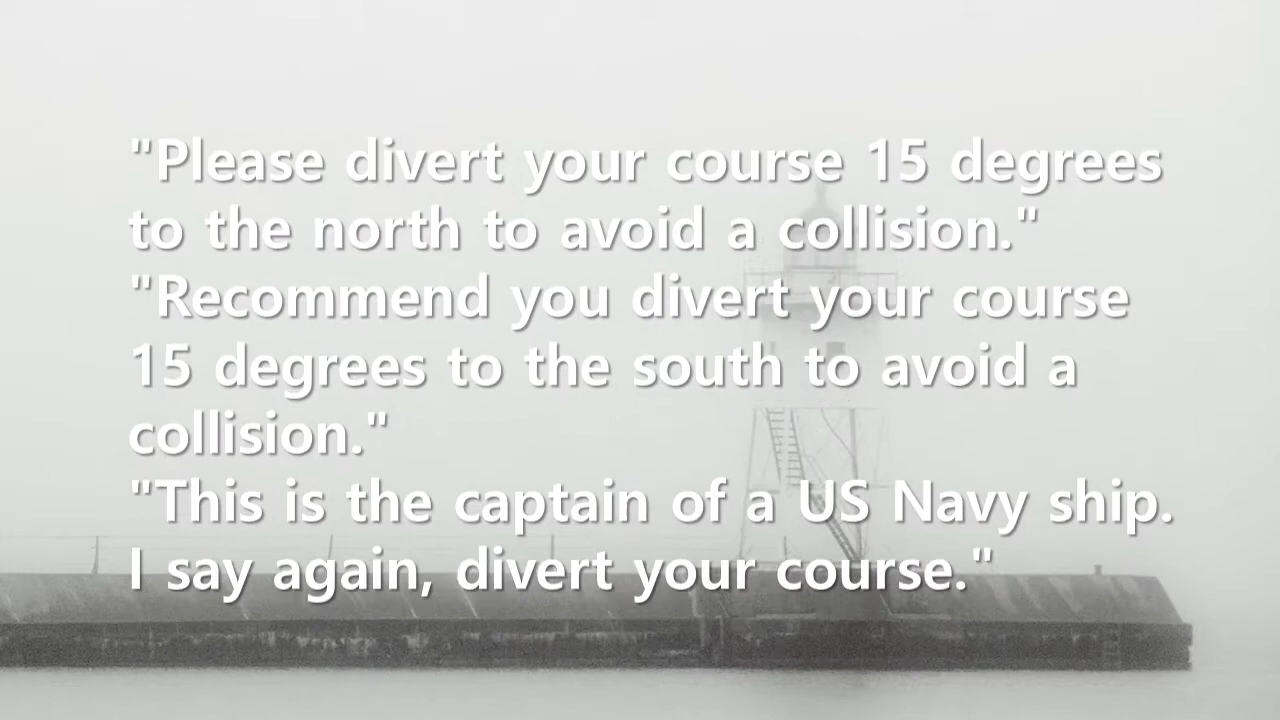 "Please divert your course 15 degrees
to the north to avoid a collision."
"Recommend you divert your course
15 degrees to the south to avoid a
collision."
"This is the captain of a US Navy ship.
I say again, divert your course."